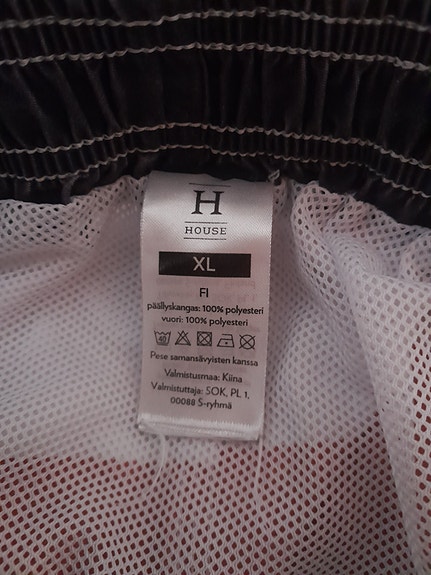 H
HOUSE
XL
FI
päällyskangas: 100% polyesteri
vuori: 100% polyesteri
40
Pese samansävyisten kanssa
Valmistusmaa: Kiina
Valmistuttaja: SOK, PL 1,
00088 S-ryhmä